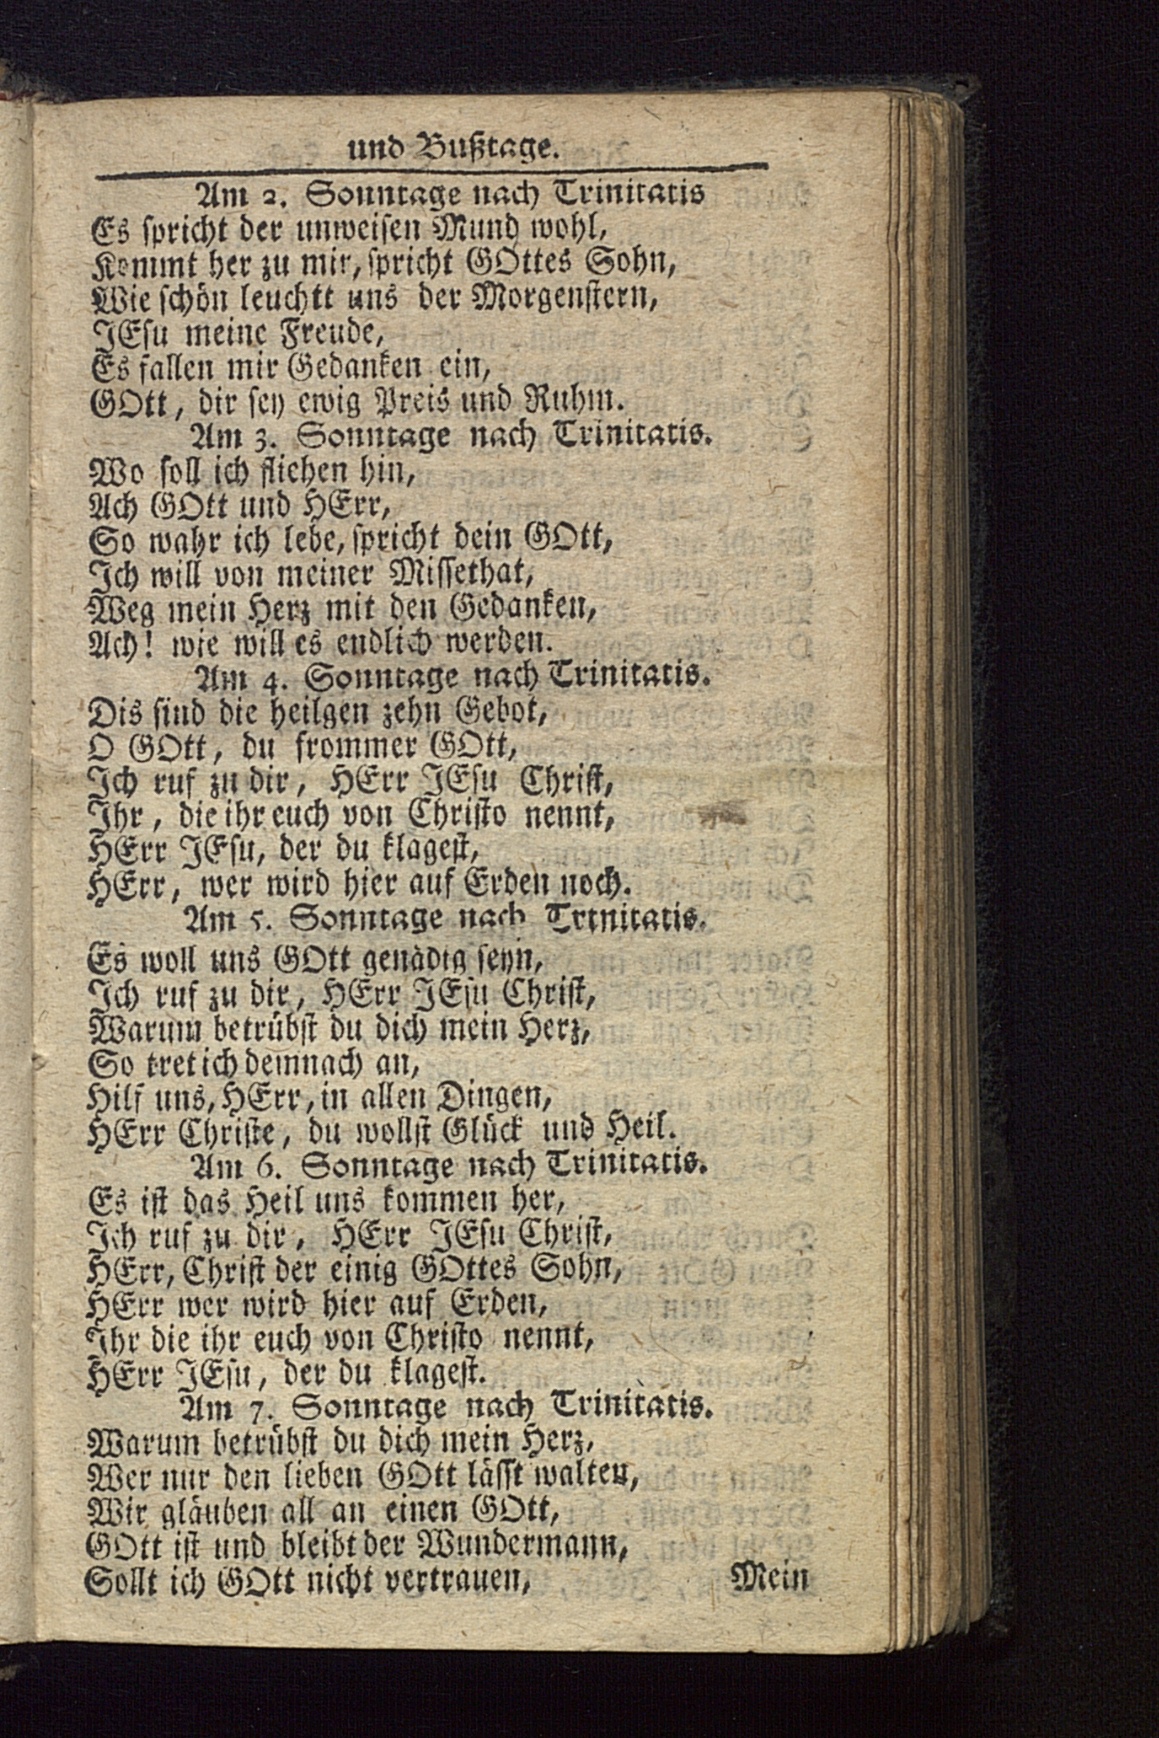 und Bußtage.
Am 2. Sonntage nach Trinitatis
Es spricht der unweisen Mund wohl,
Kommt her zu mir, spricht GOttes Sohn,
Wie schön leuchtt uns der Morgenstern,
JEsu meine Freude,
Es fallen mir Gedanken ein,
GOtt, dir sey ewig Preis und Ruhm.
Am 3. Sonntage nach Trinitatis.
Wo soll ich fliehen hin,
Ach GOtt und HErr,
So wahr ich lebe, spricht dein GOtt,
Ich will von meiner Missethat,
Weg mein Herz mit den Gedanken,
Ach! wie will es endlich werden.
Am 4. Sonntage nach Trinitatis.
Dis sind die heilgen zehn Gebot,
O GOtt, du frommer GOtt,
Ich ruf zu dir, HErr JEsu Christ,
Ihr, die ihr euch von Christo nennt,
HErr JEsu, der du klagest,
HErr, wer wird hier auf Erden noch.
Am 5. Sonntage nach Trinitatis.
Es woll uns GOtt genädig seyn,
Ich ruf zu dir, HErr JEsu Christ,
Warum betrübst du dich mein Herz,
So tret ich demnach an,
Hilf uns, HErr, in allen Dingen,
HErr Christe, du wollst Glück und Heil.
Am 6. Sonntage nach Trinitatis.
Es ist das Heil uns kommen her,
Ich ruf zu dir, HErr JEsu Christ,
HErr, Christ der einig GOttes Sohn,
HErr wer wird hier auf Erden,
Ihr die ihr euch von Christo nennt,
HErr JEsu, der du klagest.
Am 7. Sonntage nach Trinitatis.
Warum betrübst du dich mein Herz,
Wer nur den lieben GOtt lässt walten,
Wir gläuben all an einen GOtt,
GOtt ist und bleibt der Wundermann,
Sollt ich GOtt nicht vertrauen,
Mein